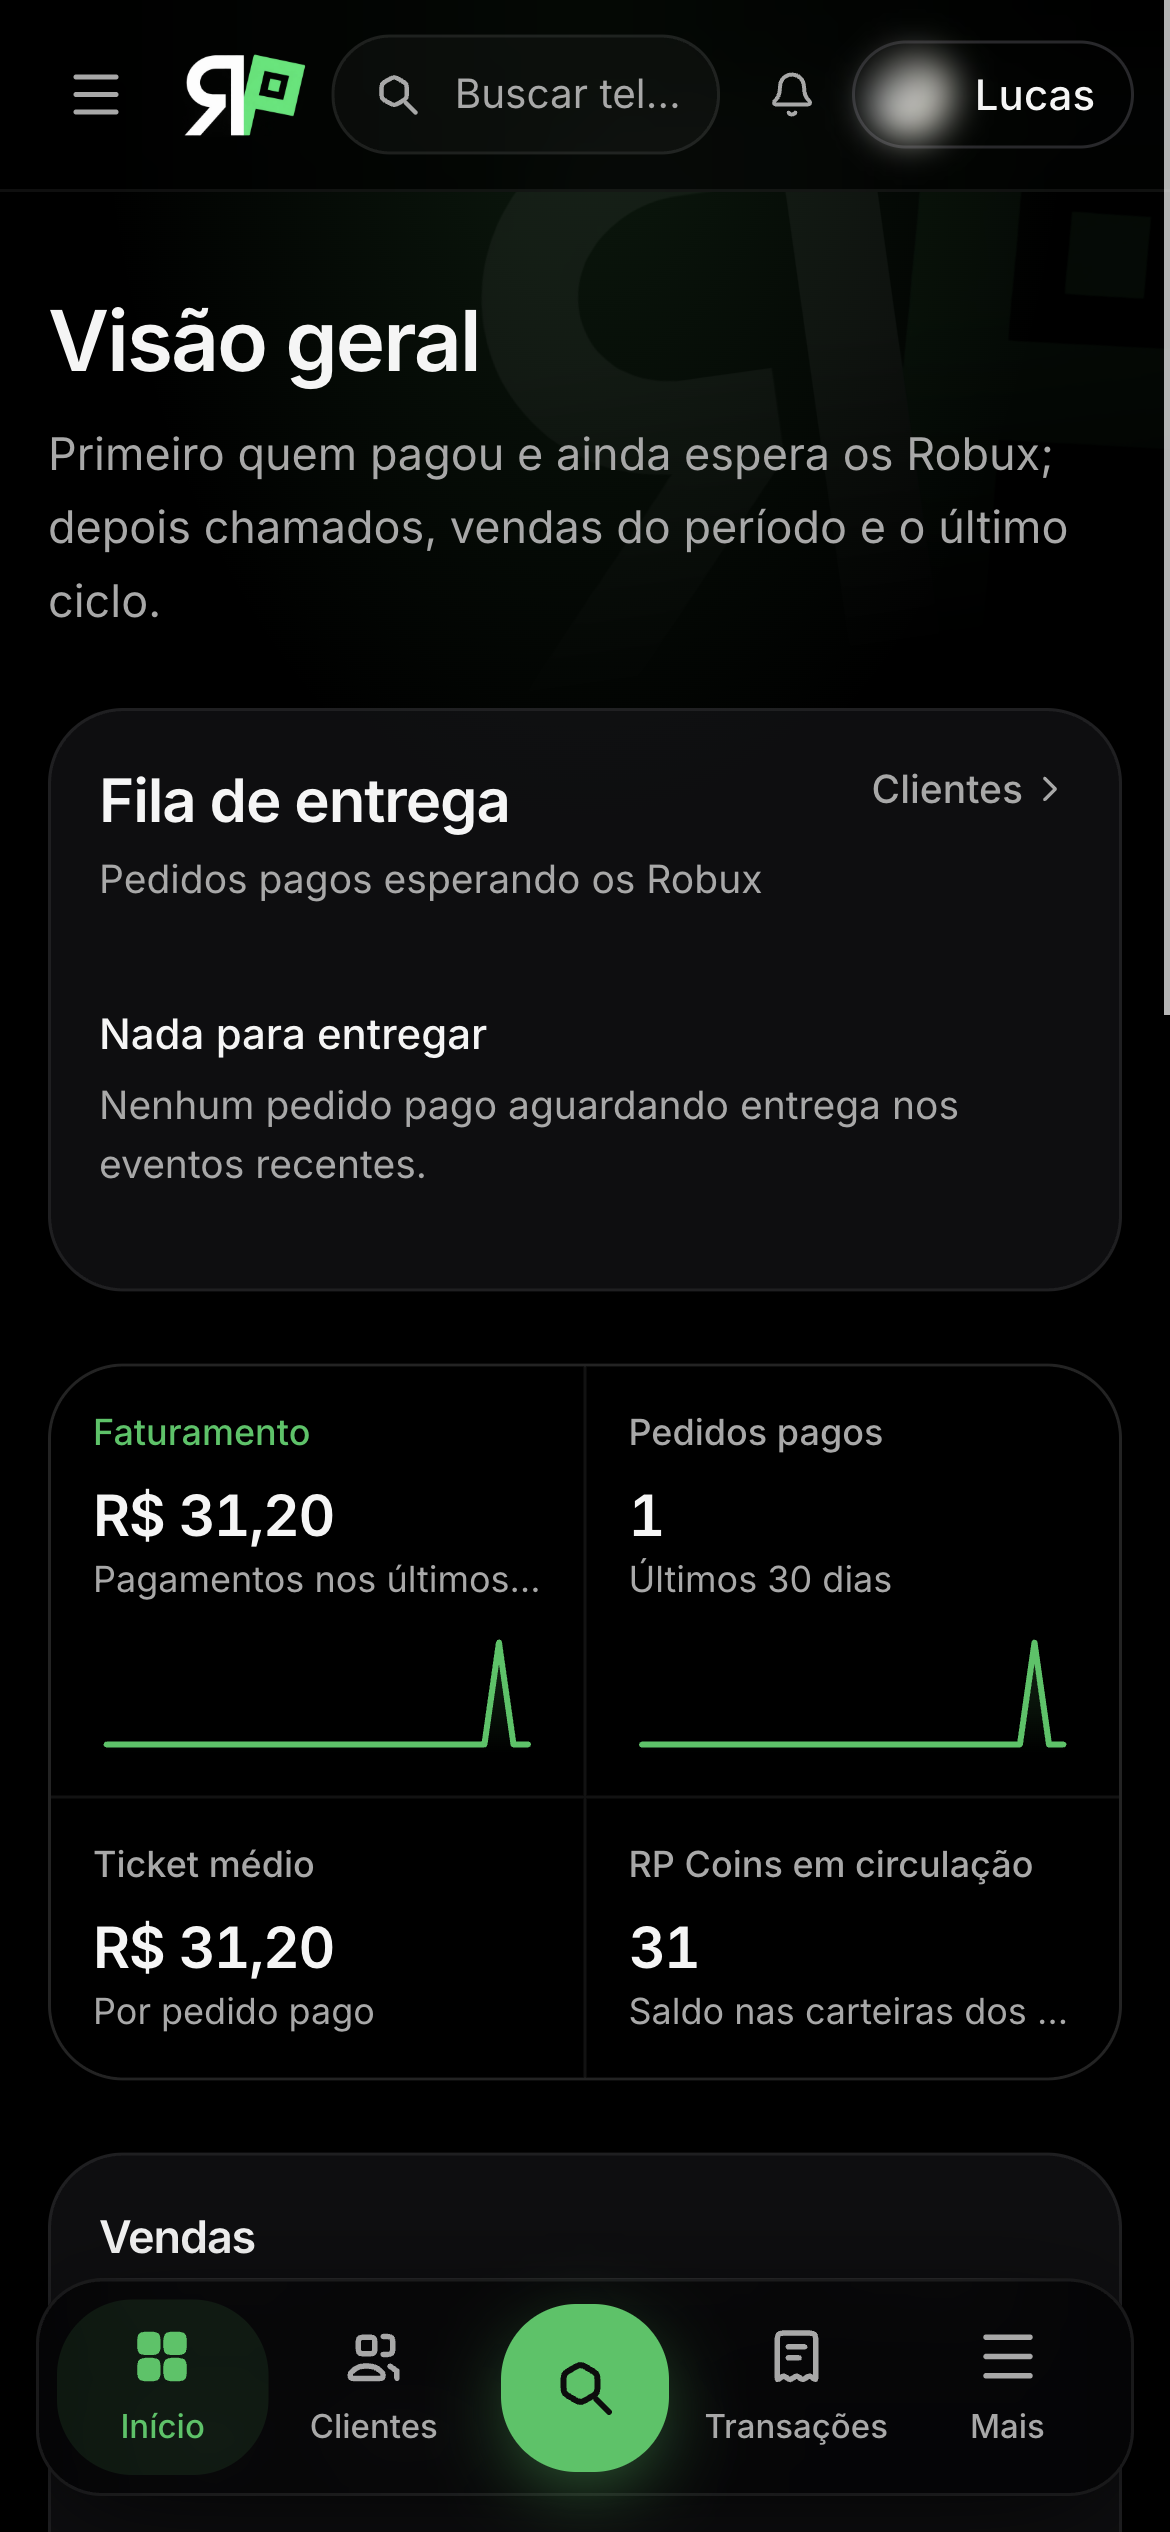 RP
Buscar tel...
Lucas
Visão geral
Primeiro quem pagou e ainda espera os Robux;
depois chamados, vendas do período e o último
ciclo.
Fila de entrega
Clientes
Pedidos pagos esperando os Robux
Nada para entregar
Nenhum pedido pago aguardando entrega nos
eventos recentes.
Faturamento
R$ 31,20
Pagamentos nos últimos...
Pedidos pagos
1
Últimos 30 dias
Ticket médio
R$ 31,20
Por pedido pago
RP Coins em circulação
31
Saldo nas carteiras dos ...
Vendas
Início
Clientes
Transações
Mais